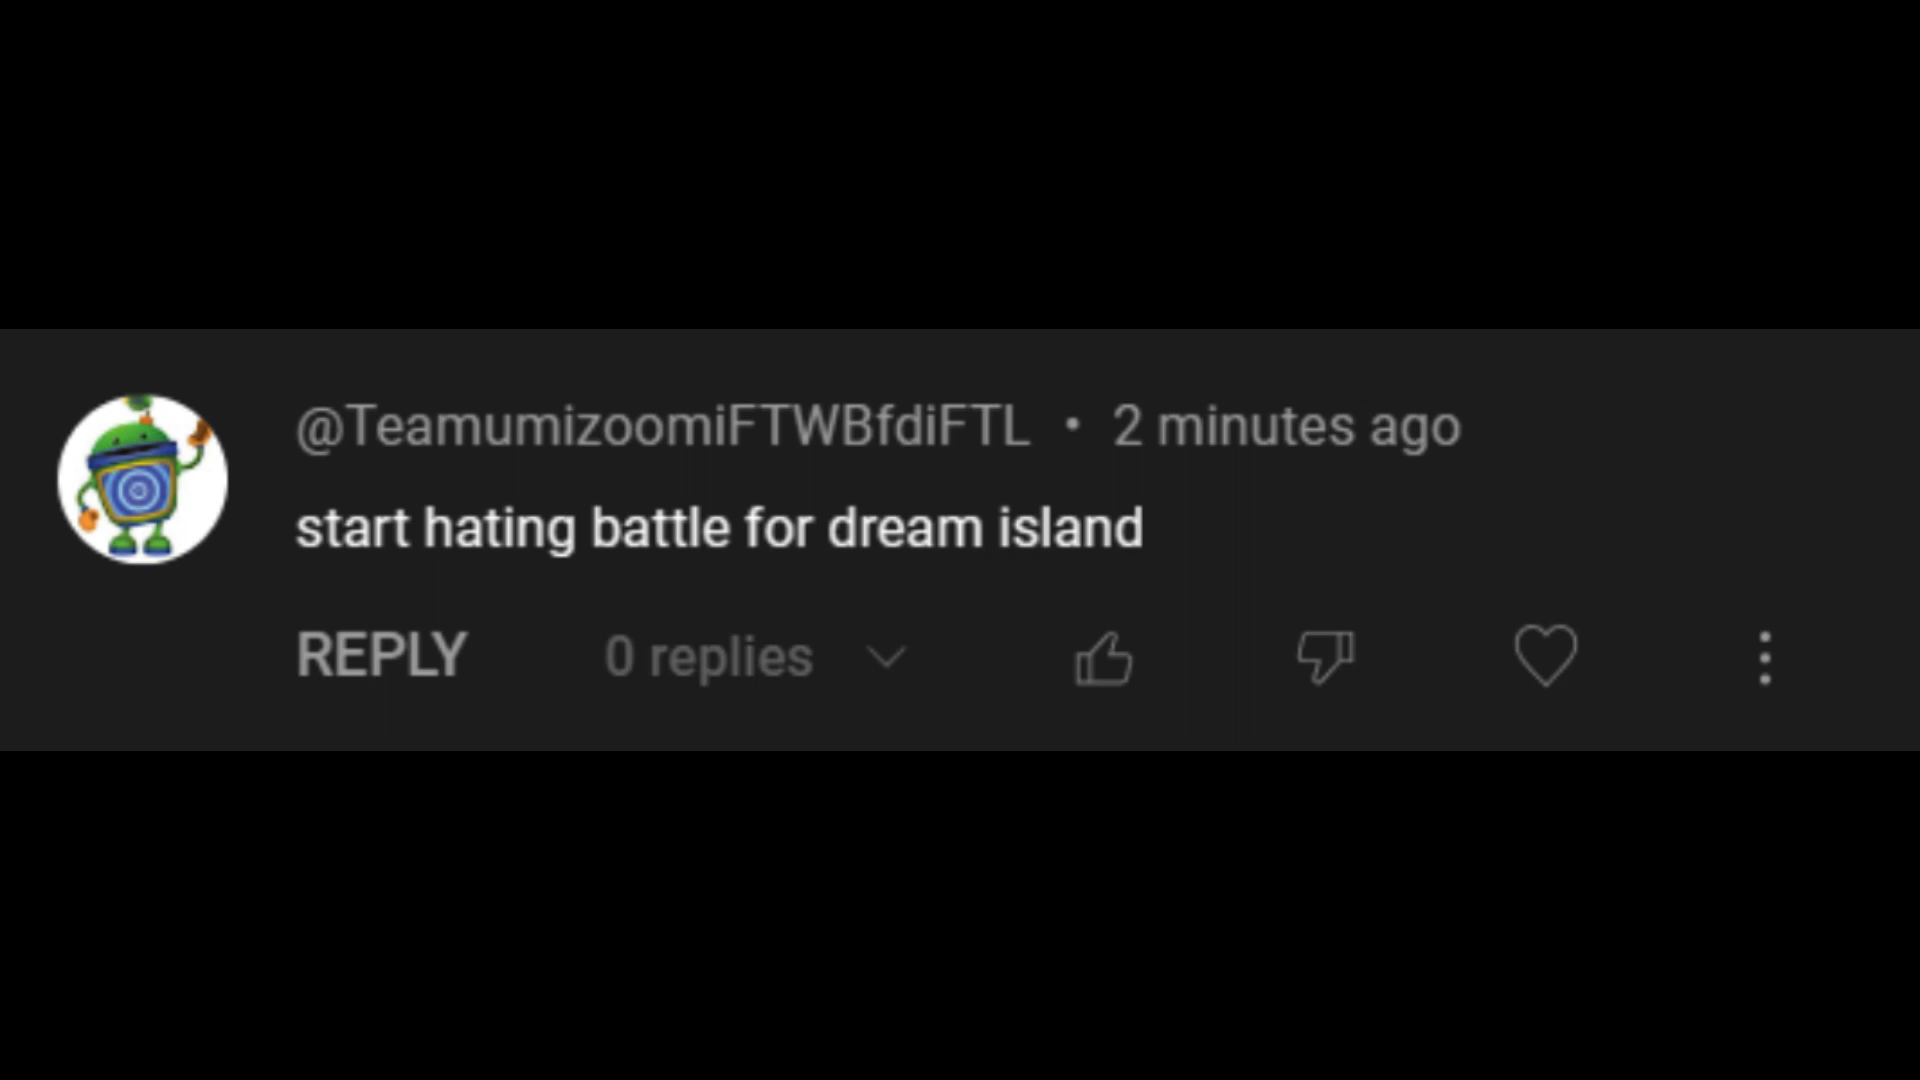 @TeamumizoomiFTWBfdiFTL • 2 minutes ago
start hating battle for dream island
REPLY 0 replies